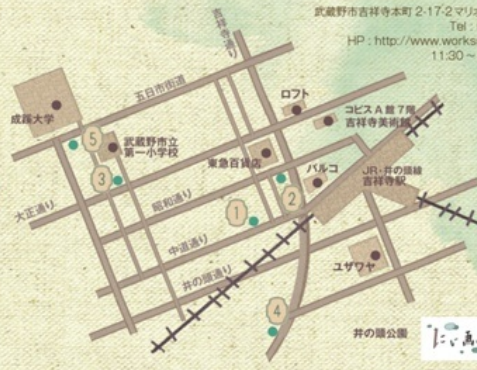 武蔵野市吉祥寺本町 2-17-2マリオ
Tel :
HP : http://www.works
11:30～
吉祥寺通り
五日市街道
ロフト
成蹊大学
コピス A 館 7階
吉祥寺美術館
⑤
武蔵野市立
第一小学校
東急百貨店
パルコ
JR・井の頭線
吉祥寺駅
③
大正通り
昭和通り
①
②
中道通り
井の頭通り
ユザワヤ
④
井の頭公園